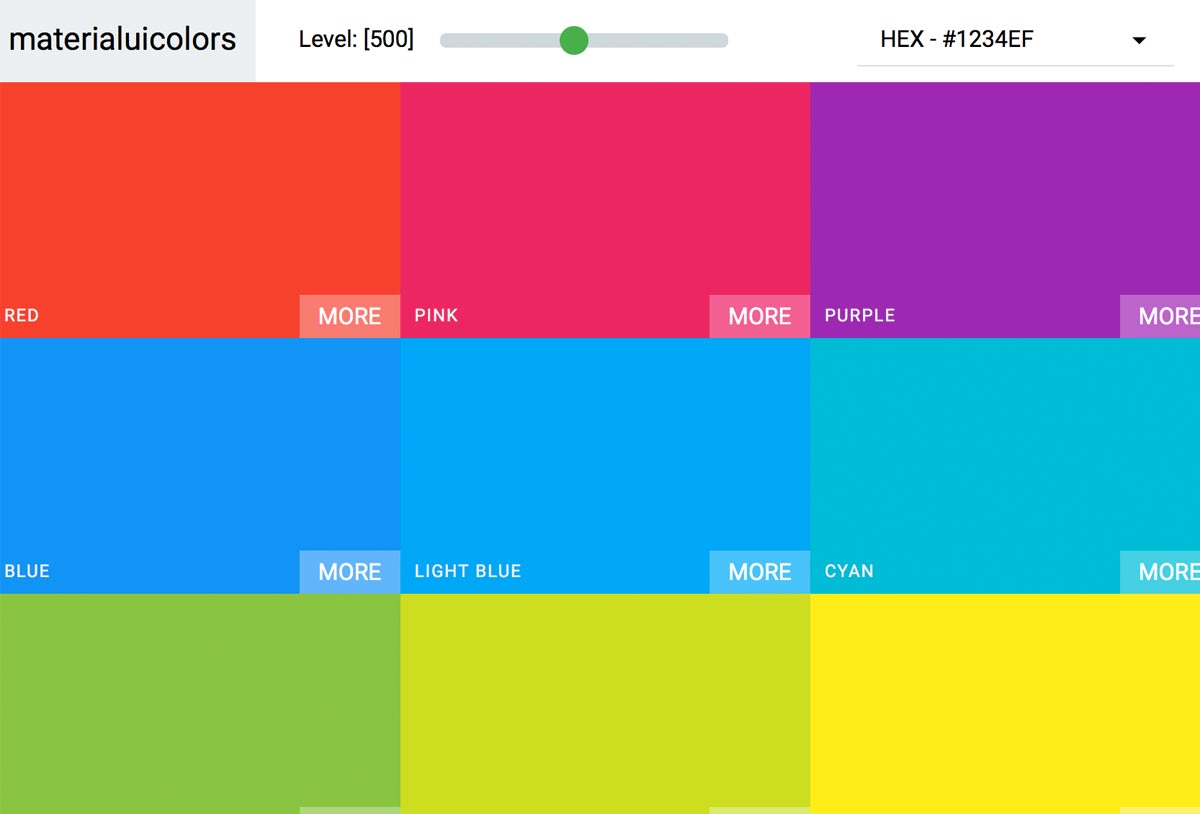 materialuicolors
Level: [500]
HEX - #1234EF
RED
MORE
PINK
MORE
PURPLE
MORE
BLUE
MORE
LIGHT BLUE
MORE
CYAN
MORE